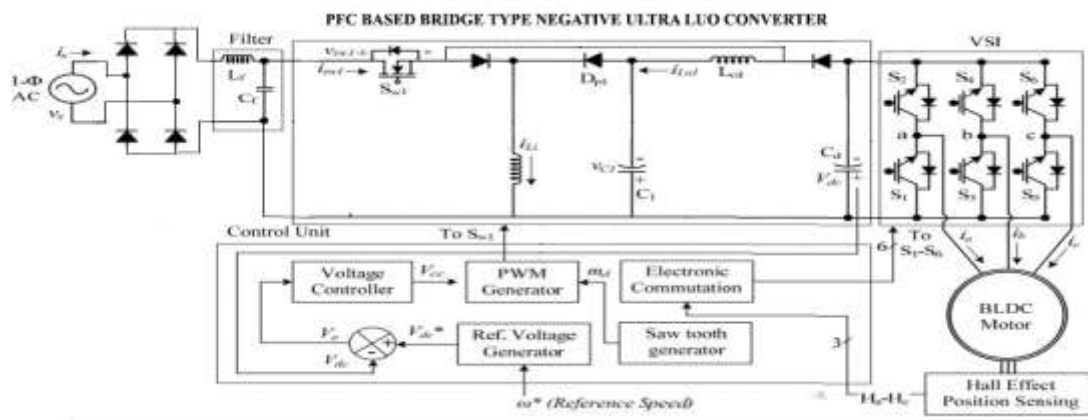 PFC BASED BRIDGE TYPE NEGATIVE ULTRA LUO CONVERTER
Filter
VSI
1-Φ
AC
Lf
Cf
Sw1
Dp1
iLi
C1
Cd
Vdc
S2
S4
S6
a
b
c
S1
S3
ia
ib
ic
Control Unit
To Sw1
6
To
S1-S6
Voltage
Controller
Vcc
PWM
Generator
md
Electronic
Commutation
BLDC
Motor
Ve
Vdc*
Vdc
+
-
Ref. Voltage
Generator
Saw tooth
generator
3
ω* (Reference Speed)
Ha-Hc
Hall Effect
Position Sensing